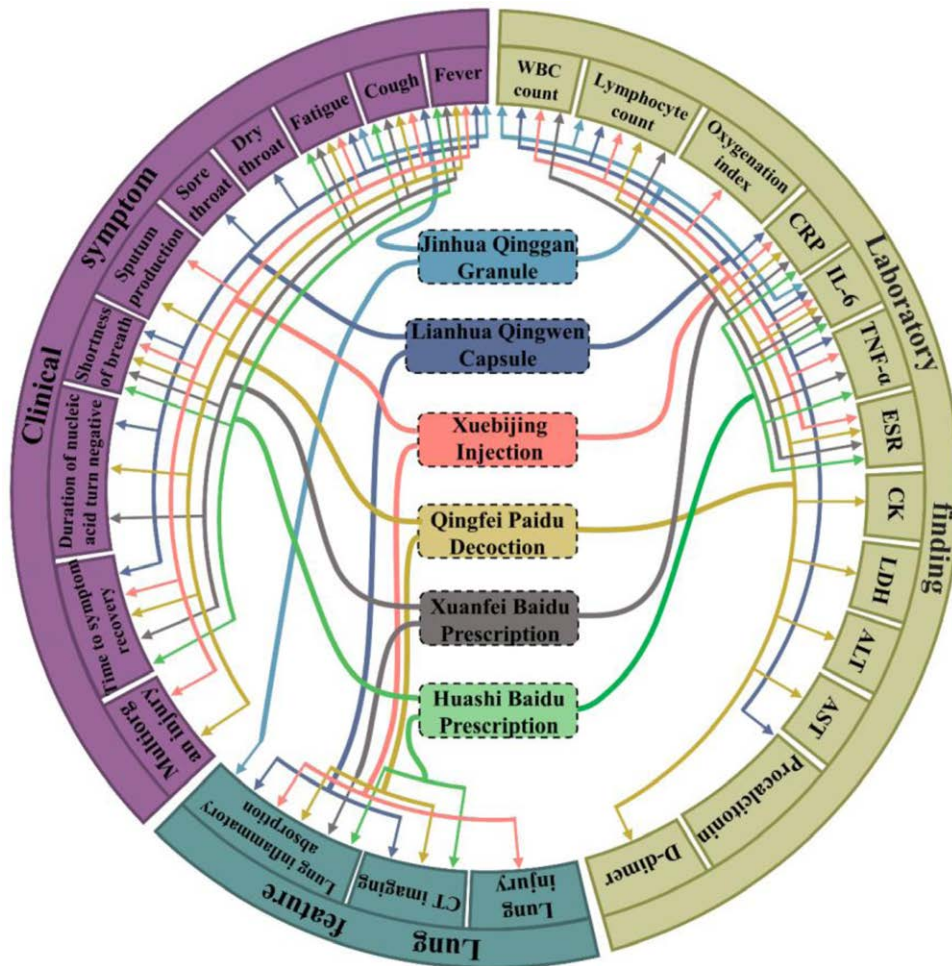 Clinical
symptom
Fever
Cough
Fatigue
Dry
throat
Sore
throat
Sputum
production
Shortness
of breath
Duration of nucleic
acid turn negative
Time to symptom
recovery
Multiorg
an injury
Laboratory
finding
WBC
count
Lymphocyte
count
Oxygenation
index
CRP
IL-6
TNF-α
ESR
CK
LDH
ALT
AST
Procalcitonin
D-dimer
Lung
feature
Lung inflammatory
absorption
CT imaging
Lung
injury
Jinhua Qinggan
Granule
Lianhua Qingwen
Capsule
Xuebijing
Injection
Qingfei Paidu
Decoction
Xuanfei Baidu
Prescription
Huashi Baidu
Prescription